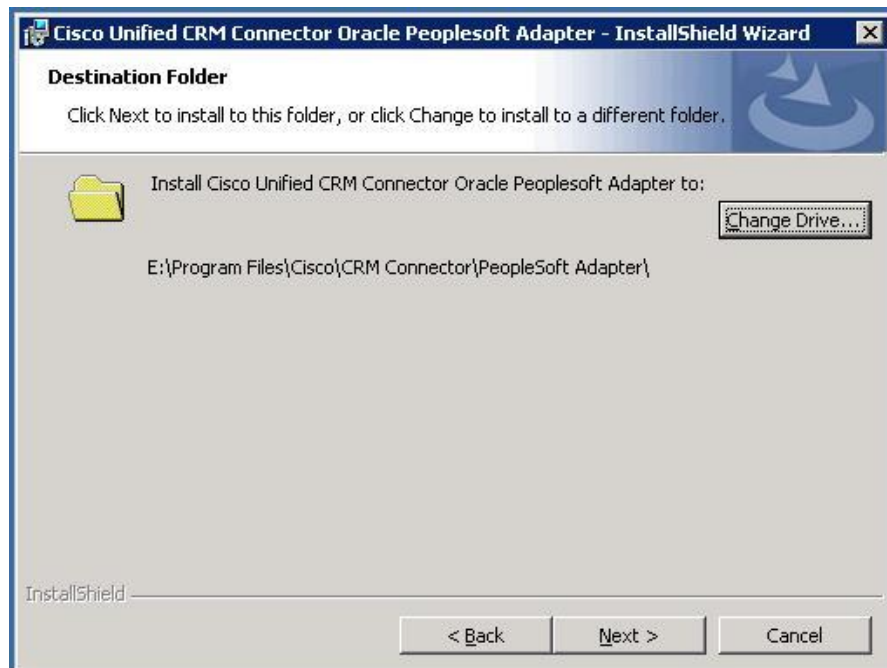 Cisco Unified CRM Connector Oracle Peoplesoft Adapter - InstallShield Wizard
Destination Folder
Click Next to install to this folder, or click Change to install to a different folder.
Install Cisco Unified CRM Connector Oracle Peoplesoft Adapter to:
Change Drive...
E:\Program Files\Cisco\CRM Connector\PeopleSoft Adapter\
InstallShield
< Back
Next >
Cancel